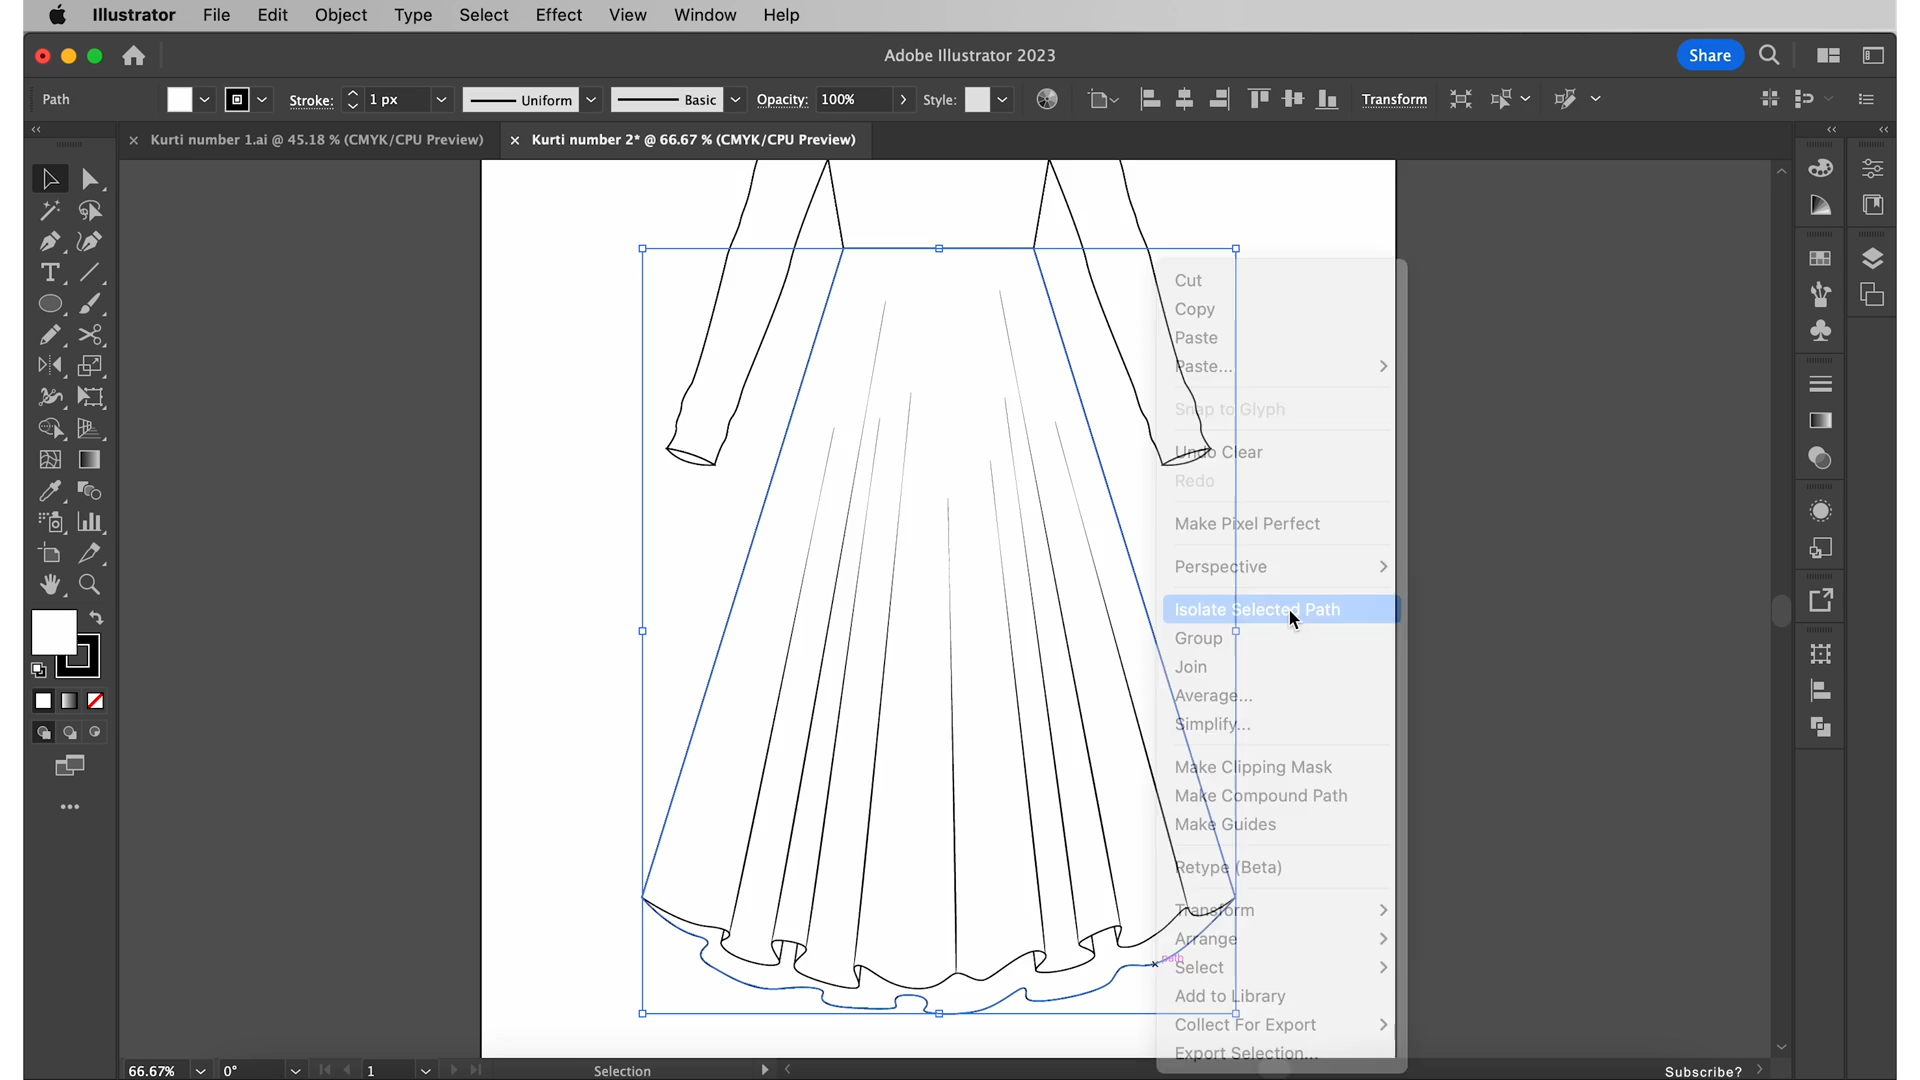 Illustrator File Edit Object Type Select Effect View Window Help
Adobe Illustrator 2023
Share
Path
Stroke: 1 px
Uniform
Basic
Opacity: 100%
Style:
Transform
Kurti number 1.ai @ 45.18 % (CMYK/CPU Preview)
Kurti number 2* @ 66.67 % (CMYK/CPU Preview)
Cut
Copy
Paste
Paste...
Snap to Glyph
Undo Clear
Redo
Make Pixel Perfect
Perspective
Isolate Selected Path
Group
Join
Average...
Simplify...
Make Clipping Mask
Make Compound Path
Make Guides
Retype (Beta)
Transform
Arrange
path
Select
Add to Library
Collect For Export
Export Selection...
66.67%
0°
1
Selection
Subscribe?